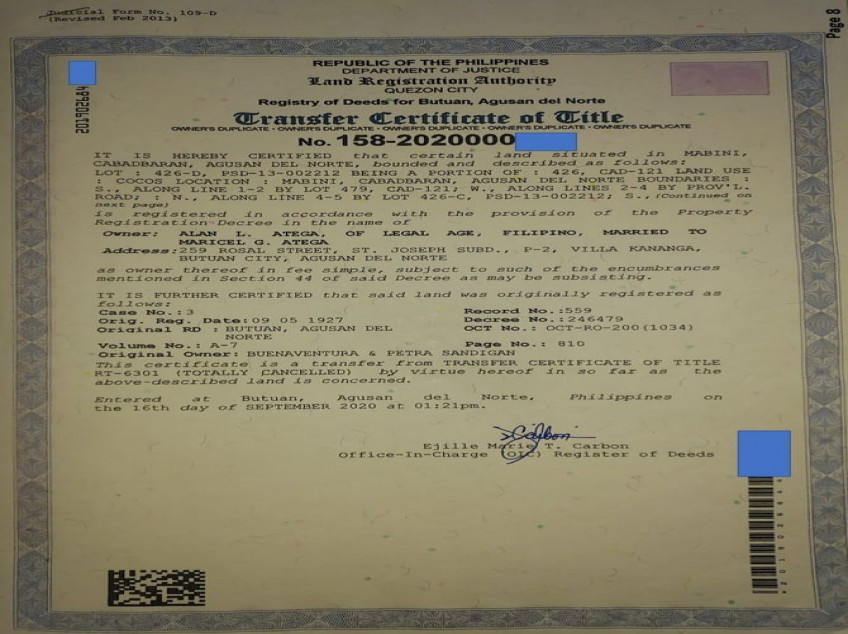 Judicial Form No. 109-D
(Revised Feb 2013)
Page 8
REPUBLIC OF THE PHILIPPINES
DEPARTMENT OF JUSTICE
Land Registration Authority
QUEZON CITY
Registry of Deeds for Butuan, Agusan del Norte
Transfer Certificate of Title
OWNER'S DUPLICATE - OWNER'S DUPLICATE - OWNER'S DUPLICATE - OWNER'S DUPLICATE - OWNER'S DUPLICATE
No. 158-2020000
IT IS HEREBY CERTIFIED that certain land situated in MABINI,
CABADBARAN, AGUSAN DEL NORTE, bounded and described as follows:
LOT : 426-D, PSD-13-002212 BEING A PORTION OF : 426, CAD-121 LAND USE
: COCOS LOCATION : MABINI, CABADBARAN, AGUSAN DEL NORTE BOUNDARIES :
S., ALONG LINE 1-2 BY LOT 479, CAD-121; W., ALONG LINES 2-4 BY PROV'L.
ROAD; : N., ALONG LINE 4-5 BY LOT 426-C, PSD-13-002212; S., (Continued on
next page)
is registered in accordance with the provision of the Property
Registration Decree in the name of
Owner: ALAN L. ATEGA, OF LEGAL AGE, FILIPINO, MARRIED TO
MARICEL G. ATEGA
Address:259 ROSAL STREET, ST. JOSEPH SUBD., P-2, VILLA KANANGA,
BUTUAN CITY, AGUSAN DEL NORTE
as owner thereof in fee simple, subject to such of the encumbrances
mentioned in Section 44 of said Decree as may be subsisting.
IT IS FURTHER CERTIFIED that said land was originally registered as
follows:
Case No.:3 Record No.:559
Orig. Reg. Date:09 05 1927 Decree No.:246479
Original RD : BUTUAN, AGUSAN DEL NORTE OCT No.: OCT-RO-200(1034)
Volume No.: A-7 Page No.: 810
Original Owner: BUENAVENTURA & PETRA SANDIGAN
This certificate is a transfer from TRANSFER CERTIFICATE OF TITLE
RT-6301 (TOTALLY CANCELLED) by virtue hereof in so far as the
above-described land is concerned.
Entered at Butuan, Agusan del Norte, Philippines on
the 16th day of SEPTEMBER 2020 at 01:21pm.
Ejille Marie T. Carbon
Office-In-Charge (OIC) Register of Deeds